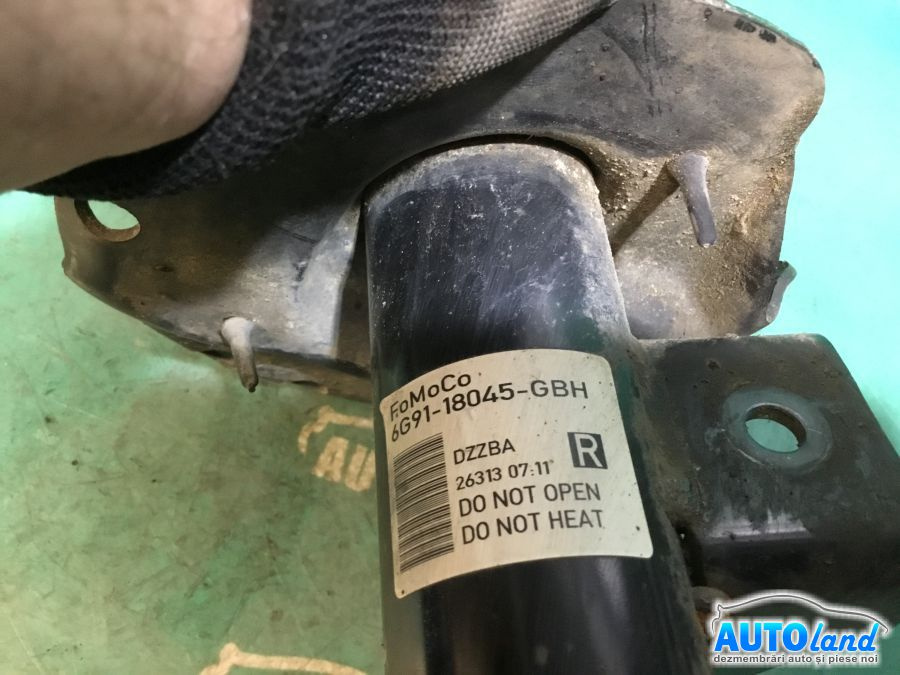 FoMoCo
6G91-18045-GBH
DZZBA
R
26313 07:11
DO NOT OPEN
DO NOT HEAT
AUTOland
dezmembrări auto și piese noi